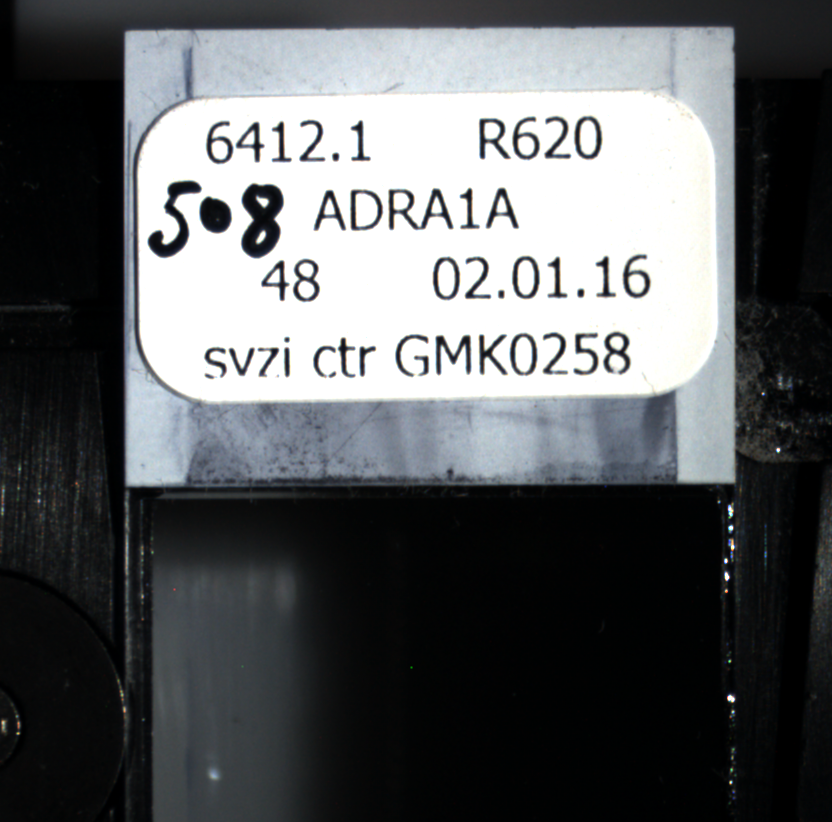 6412.1 R620
508 ADRA1A
48 02.01.16
svzi ctr GMK0258